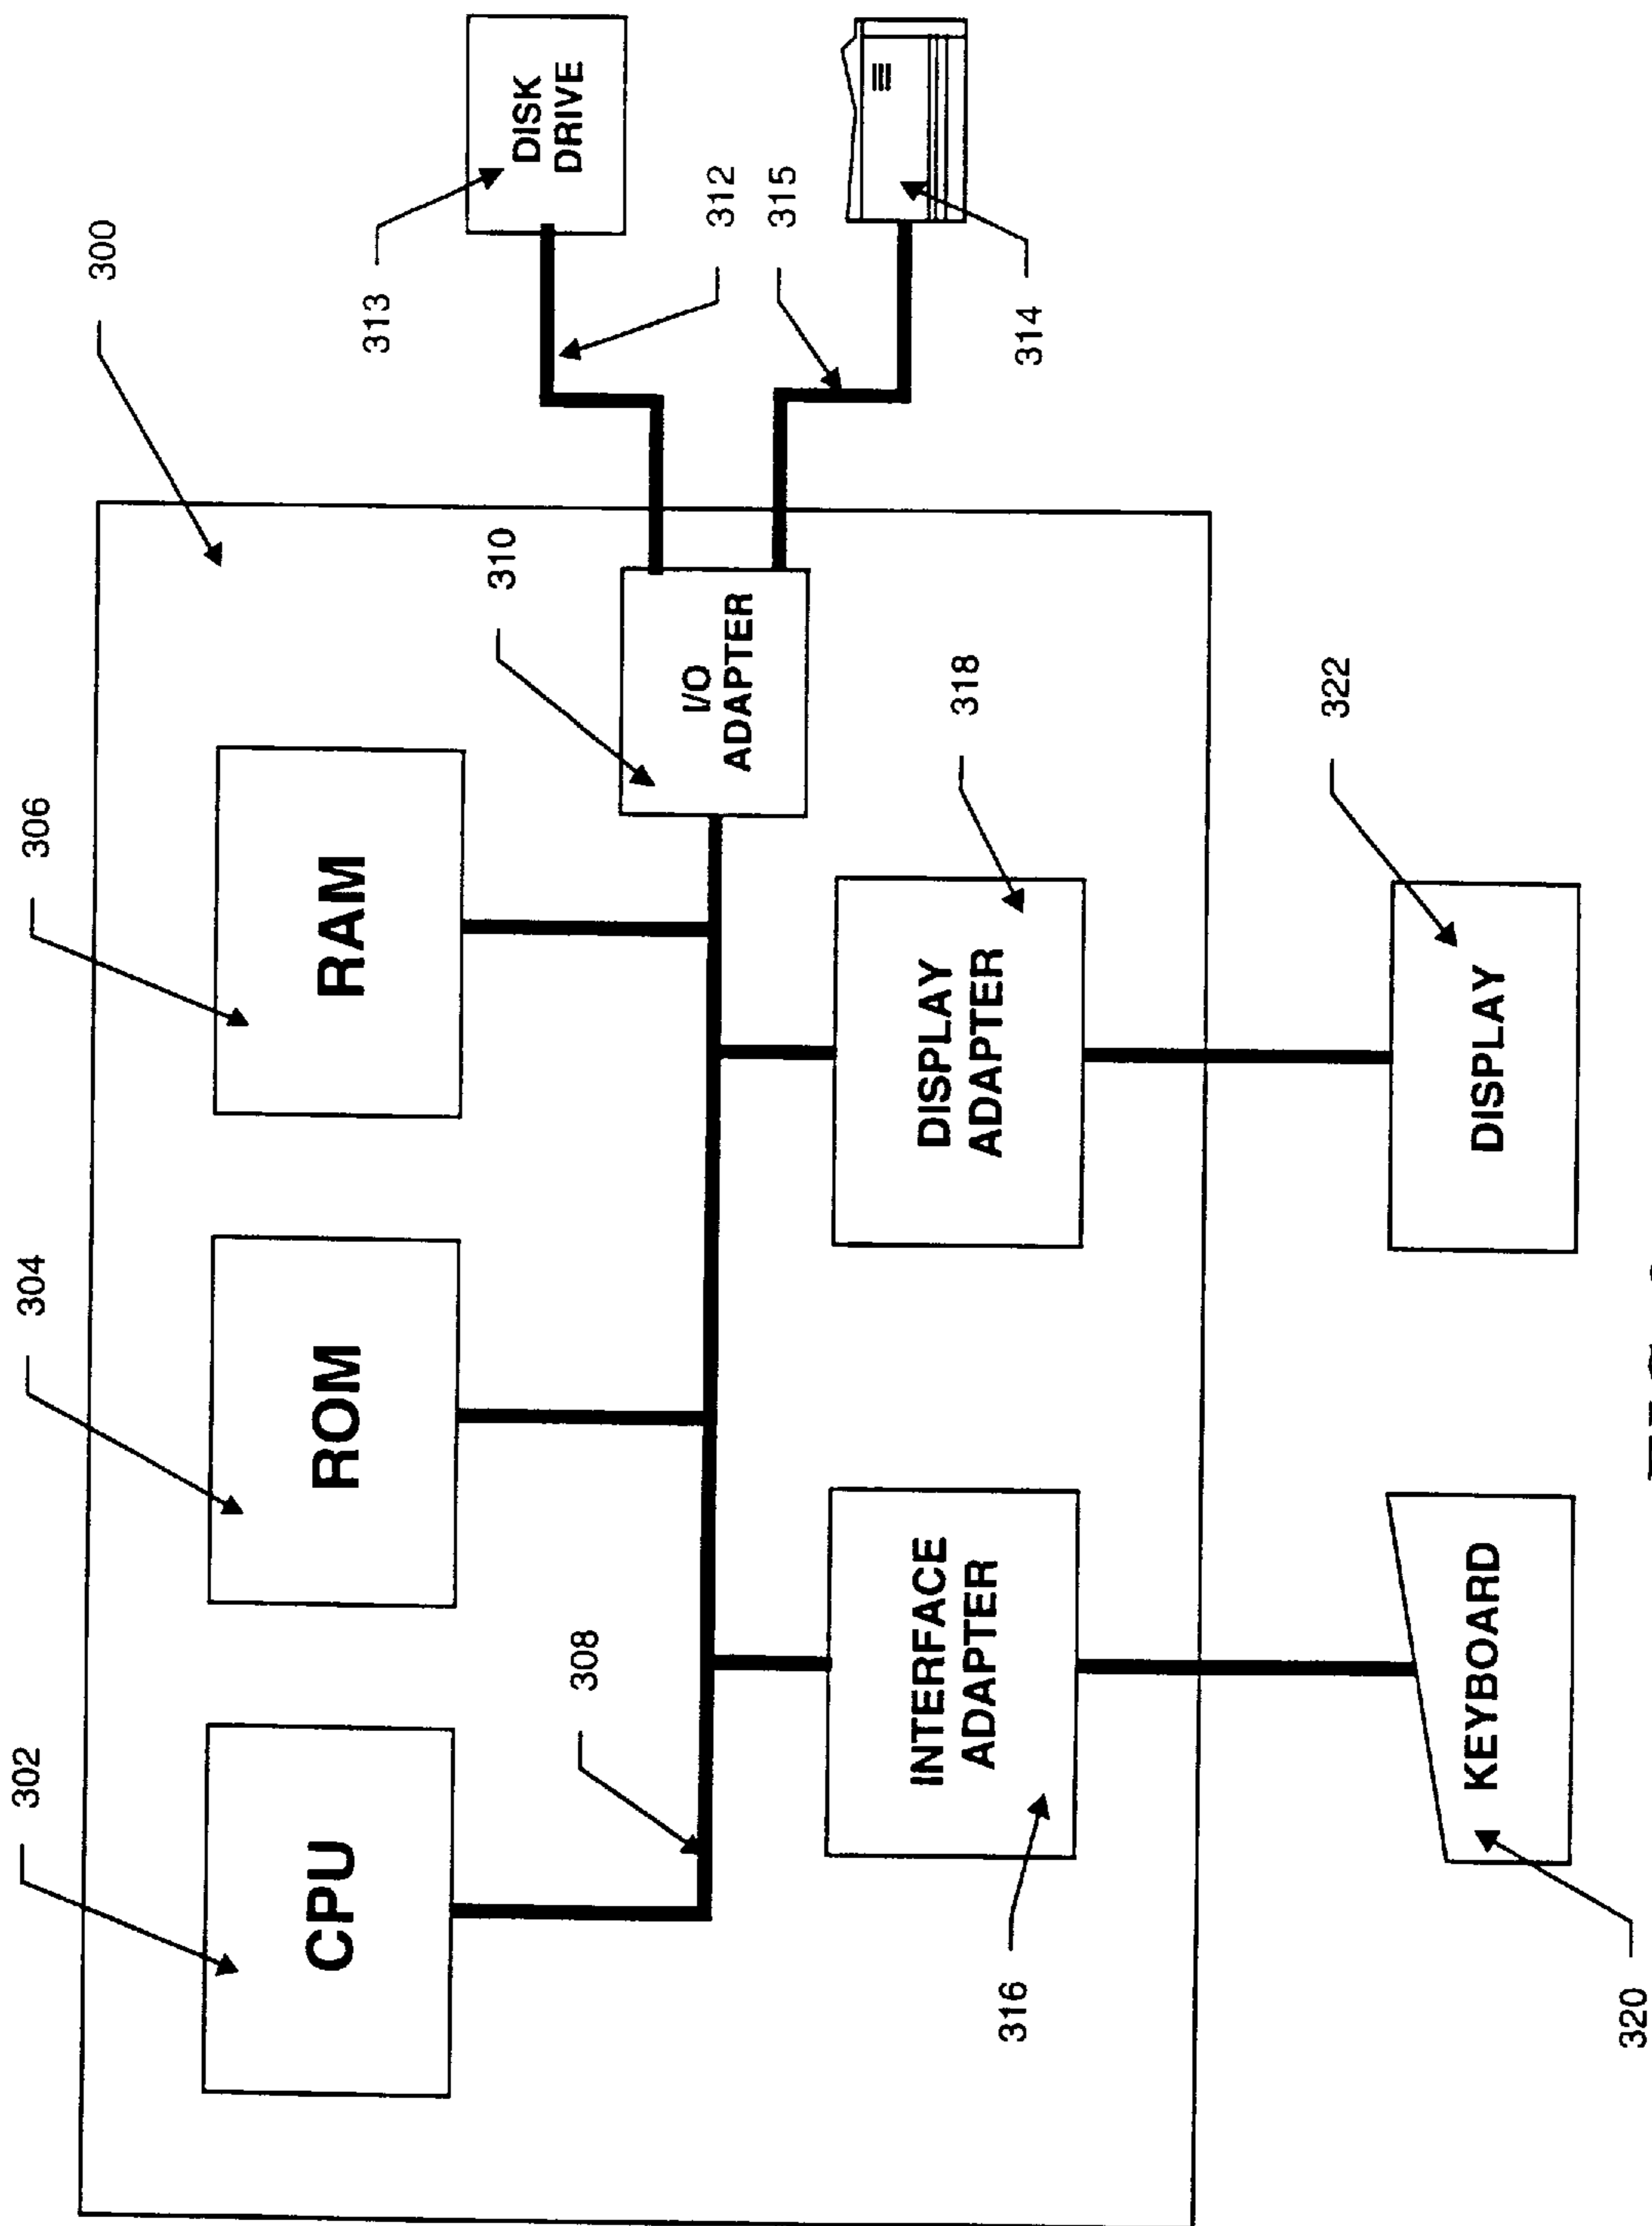 302
304
306
300
CPU
ROM
RAM
313
DISK
DRIVE
310
308
I/O
ADAPTER
312
315
INTERFACE
ADAPTER
DISPLAY
ADAPTER
318
316
314
KEYBOARD
DISPLAY
322
320